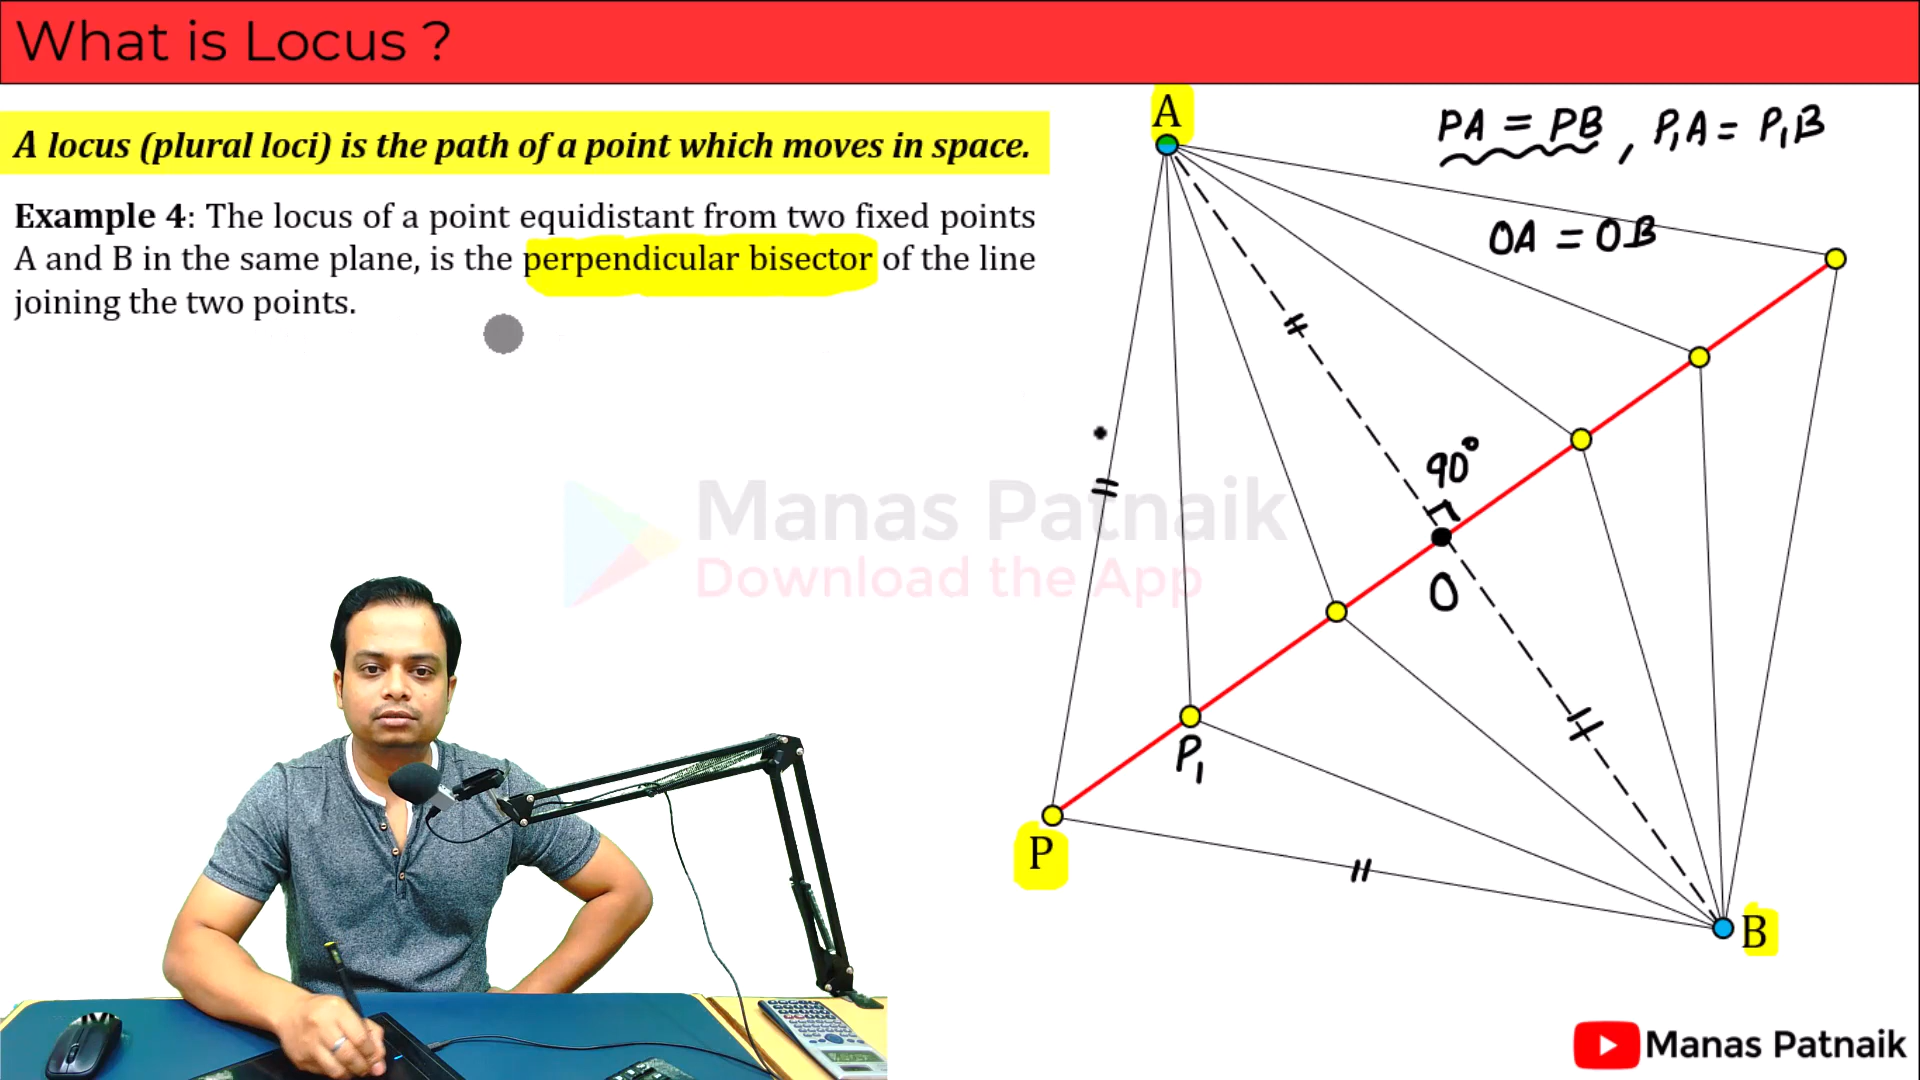 What is Locus ?
A locus (plural loci) is the path of a point which moves in space.
Example 4: The locus of a point equidistant from two fixed points
A and B in the same plane, is the perpendicular bisector of the line
joining the two points.
A
PA = PB , P₁A = P₁B
OA = OB
90°
O
P₁
P
B
Manas Patnaik
Download the App
Manas Patnaik